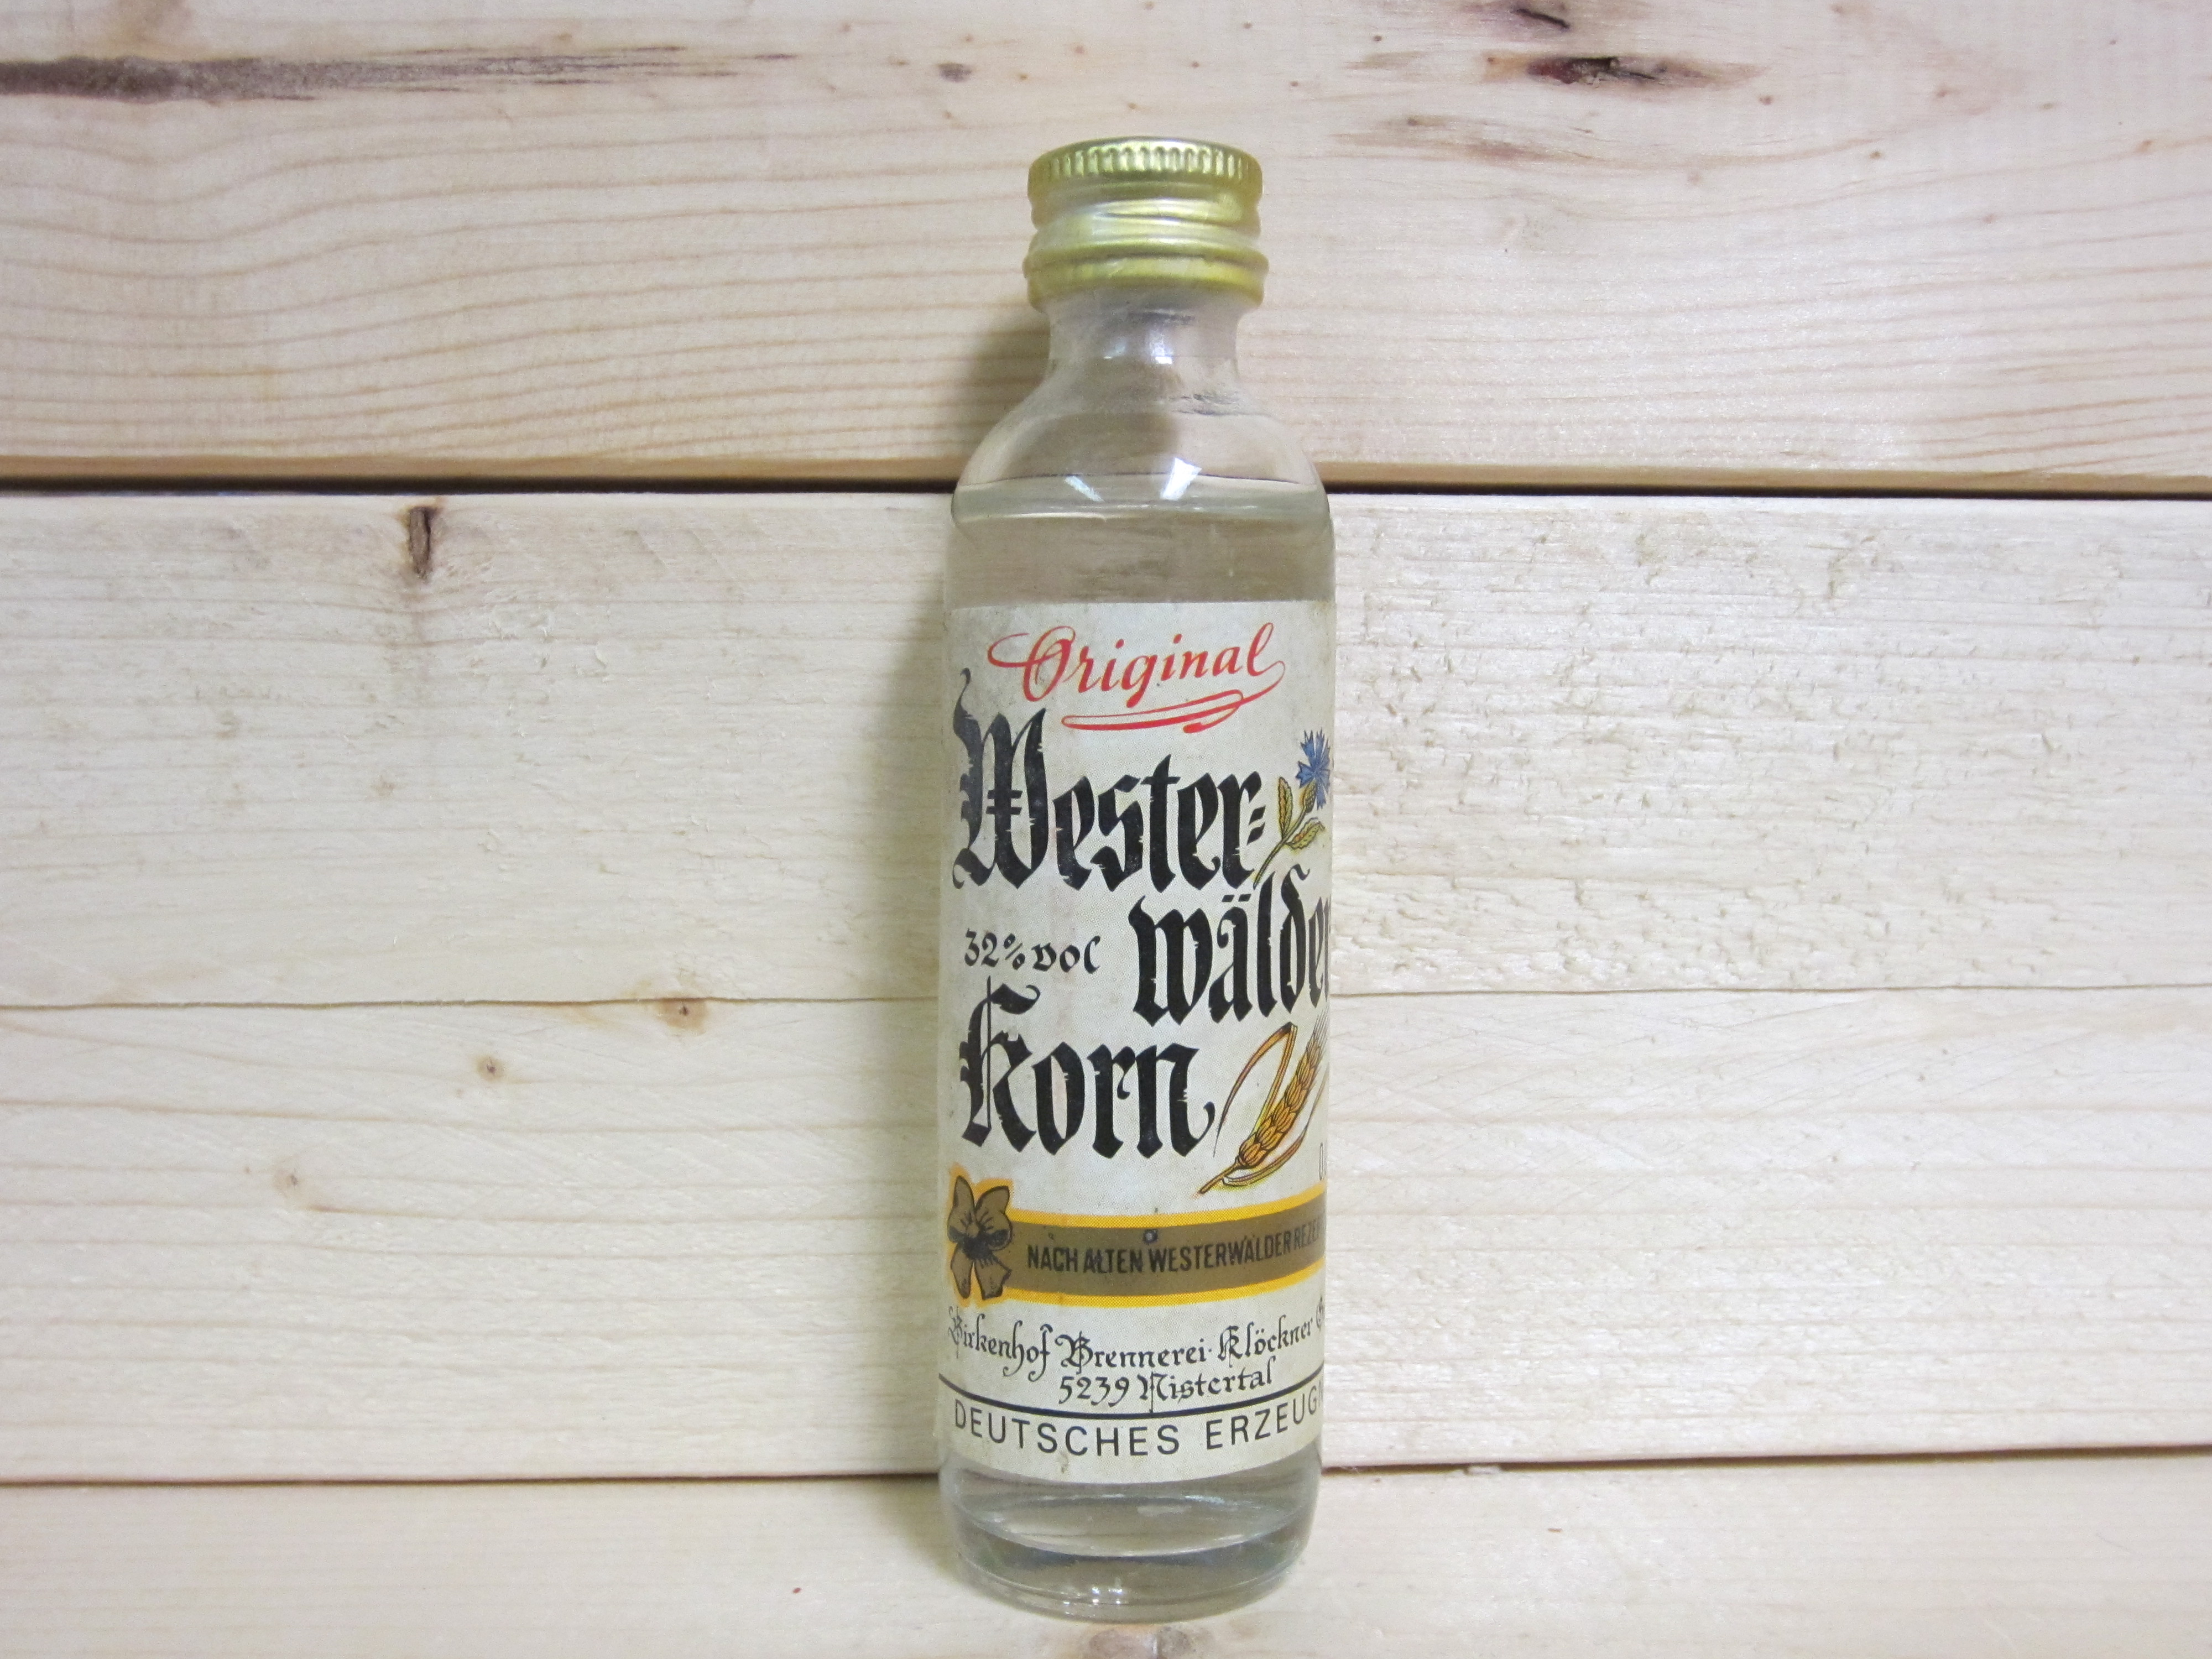 Original
Wester=
wälder
32% vol
Korn
NACH ALTEN WESTERWÄLDER
Birkenhof Brennerei · Klöckner
5239 Nistertal
DEUTSCHES